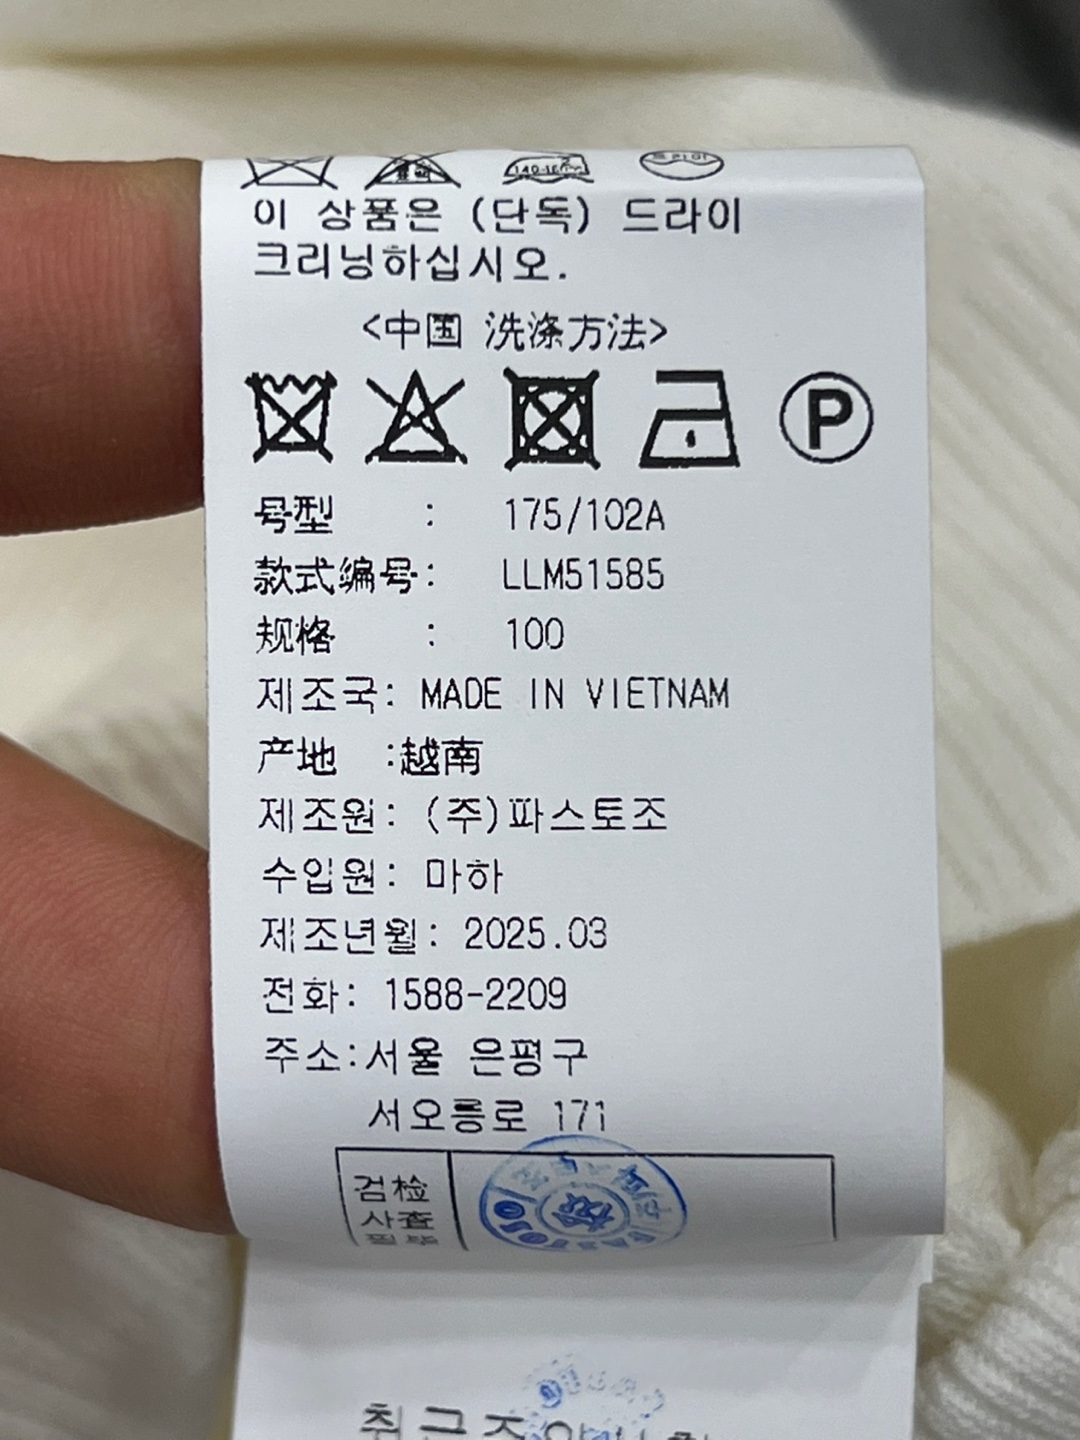 이 상품은 (단독) 드라이
크리닝하십시오.
<中国 洗涤方法>
P
号型 : 175/102A
款式编号: LLM51585
规格 : 100
제조국: MADE IN VIETNAM
产地 :越南
제조원: (주)파스토조
수입원: 마하
제조년월: 2025.03
전화: 1588-2209
주소:서울 은평구
서오릉로 171
검检
사査